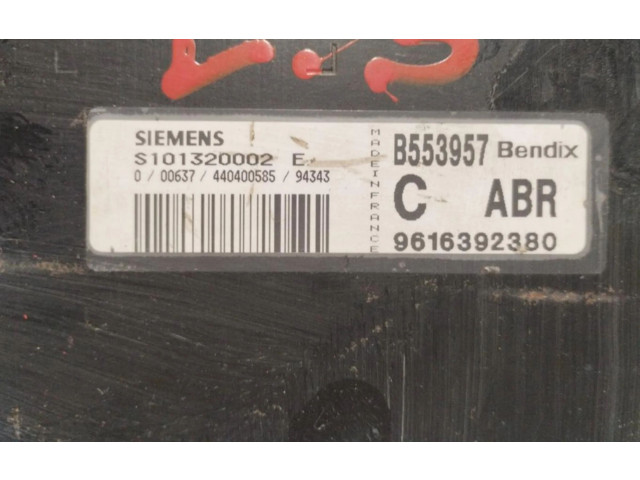 SIEMENS
S101320002 E
0 / 00637 / 440400585 / 94343
MADE IN FRANCE
B553957 Bendix
C ABR
9616392380